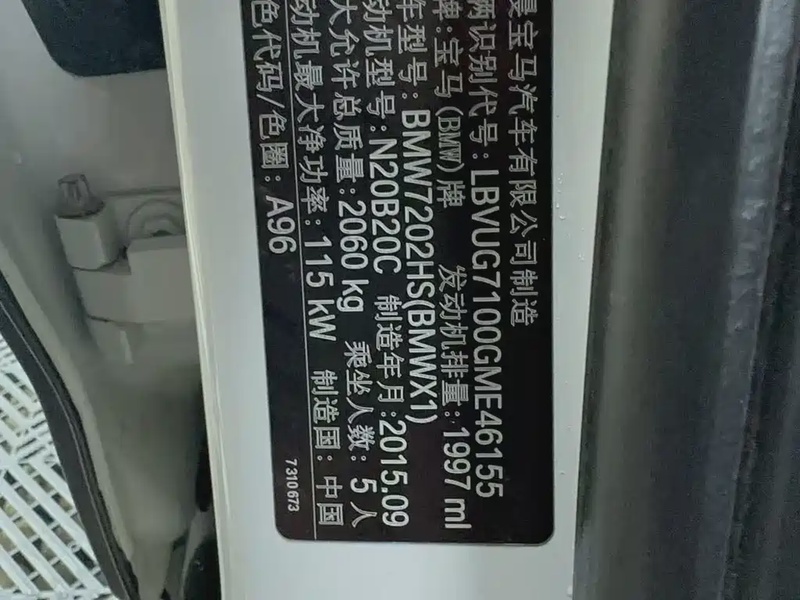 宝马汽车有限公司制造
识别代号:LBVUG7100GME46155
牌:宝马(BMW)牌 发动机排量:1997 ml
车型号:BMW7202HS(BMWX1)
动机型号:N20B20C 制造年月:2015.09
大允许总质量:2060 kg 乘坐人数:5人
动机最大净功率:115 kW 制造国:中国
色代码/色圈:A96
7310673